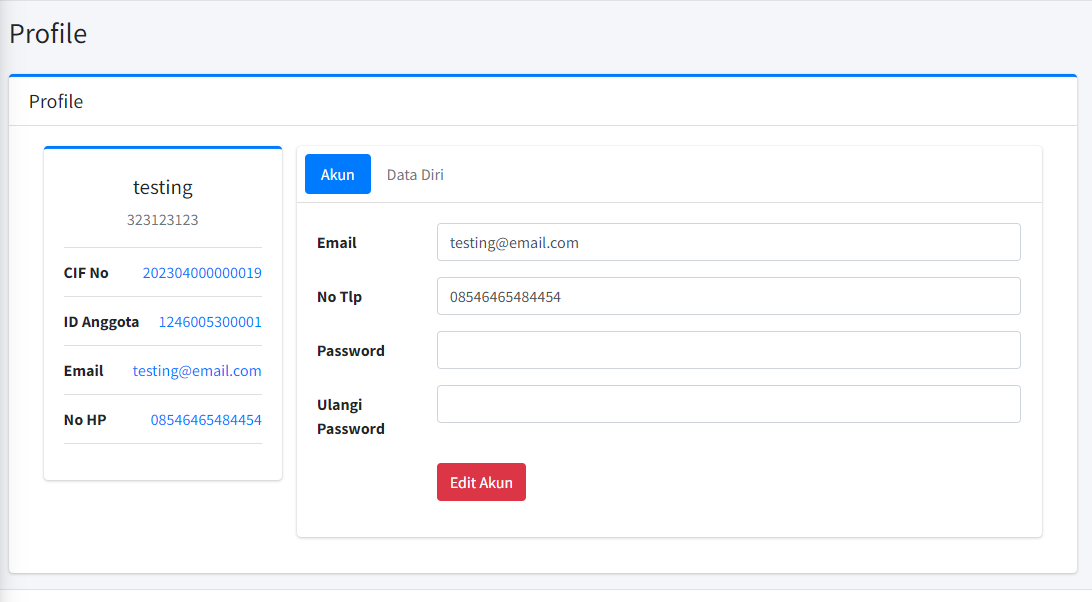 Profile
Profile
testing
323123123
CIF No 202304000000019
ID Anggota 1246005300001
Email testing@email.com
No HP 08546465484454
Akun Data Diri
Email testing@email.com
No Tlp 08546465484454
Password
Ulangi
Password
Edit Akun